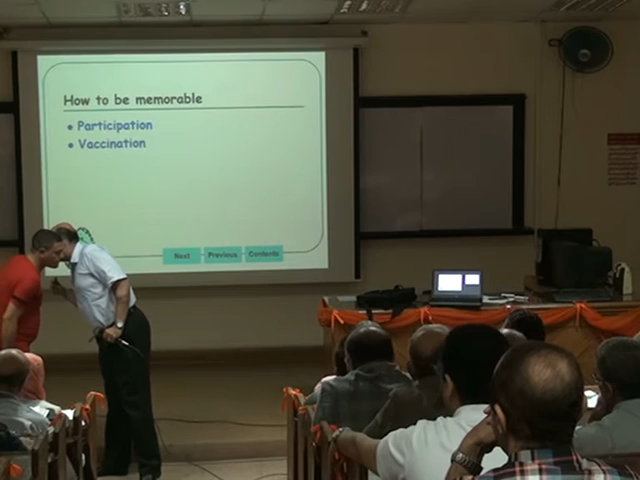 How to be memorable
• Participation
• Vaccination
Next Previous Contents